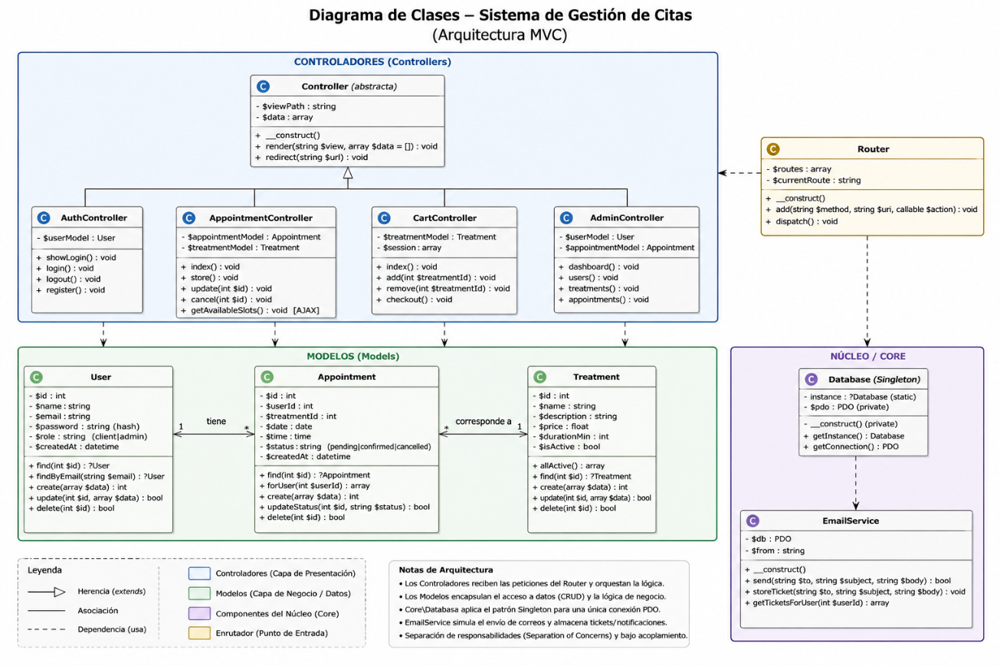 Diagrama de Clases – Sistema de Gestión de Citas
(Arquitectura MVC)
CONTROLADORES (Controllers)
C Controller (abstracta)
- $viewPath : string
- $data : array
+ __construct()
+ render(string $view, array $data = []) : void
+ redirect(string $url) : void
C AuthController
- $userModel : User
+ showLogin() : void
+ login() : void
+ logout() : void
+ register() : void
C AppointmentController
- $appointmentModel : Appointment
- $treatmentModel : Treatment
+ index() : void
+ store() : void
+ update(int $id) : void
+ cancel(int $id) : void
+ getAvailableSlots() : void [AJAX]
C CartController
- $treatmentModel : Treatment
- $session : array
+ index() : void
+ add(int $treatmentId) : void
+ remove(int $treatmentId) : void
+ checkout() : void
C AdminController
- $userModel : User
- $appointmentModel : Appointment
+ dashboard() : void
+ users() : void
+ treatments() : void
+ appointments() : void
C Router
- $routes : array
- $currentRoute : string
+ __construct()
+ add(string $method, string $uri, callable $action) : void
+ dispatch() : void
MODELOS (Models)
C User
- $id : int
- $name : string
- $email : string
- $password : string (hash)
- $role : string (client|admin)
- $createdAt : datetime
+ find(int $id) : ?User
+ findByEmail(string $email) : ?User
+ create(array $data) : int
+ update(int $id, array $data) : bool
+ delete(int $id) : bool
1 tiene *
C Appointment
- $id : int
- $userId : int
- $treatmentId : int
- $date : date
- $time : time
- $status : string (pending|confirmed|cancelled)
- $createdAt : datetime
+ find(int $id) : ?Appointment
+ forUser(int $userId) : array
+ create(array $data) : int
+ updateStatus(int $id, string $status) : bool
+ delete(int $id) : bool
* corresponde a 1
C Treatment
- $id : int
- $name : string
- $description : string
- $price : float
- $durationMin : int
- $isActive : bool
+ allActive() : array
+ find(int $id) : ?Treatment
+ create(array $data) : int
+ update(int $id, array $data) : bool
+ delete(int $id) : bool
NÚCLEO / CORE
C Database (Singleton)
- instance : ?Database (static)
- $pdo : PDO (private)
- __construct() (private)
+ getInstance() : Database
+ getConnection() : PDO
C EmailService
- $db : PDO
- $from : string
+ __construct()
+ send(string $to, string $subject, string $body) : bool
+ storeTicket(string $to, string $subject, string $body) : void
+ getTicketsForUser(int $userId) : array
Leyenda
Herencia (extends)
Asociación
Dependencia (usa)
Controladores (Capa de Presentación)
Modelos (Capa de Negocio / Datos)
Componentes del Núcleo (Core)
Enrutador (Punto de Entrada)
Notas de Arquitectura
• Los Controladores reciben las peticiones del Router y orquestan la lógica.
• Los Modelos encapsulan el acceso a datos (CRUD) y la lógica de negocio.
• Core\Databasa aplica el patrón Singleton para una única conexión PDO.
• EmailService simula el envío de correos y almacena tickets/notificaciones.
• Separación de responsabilidades (Separation of Concerns) y bajo acoplamiento.